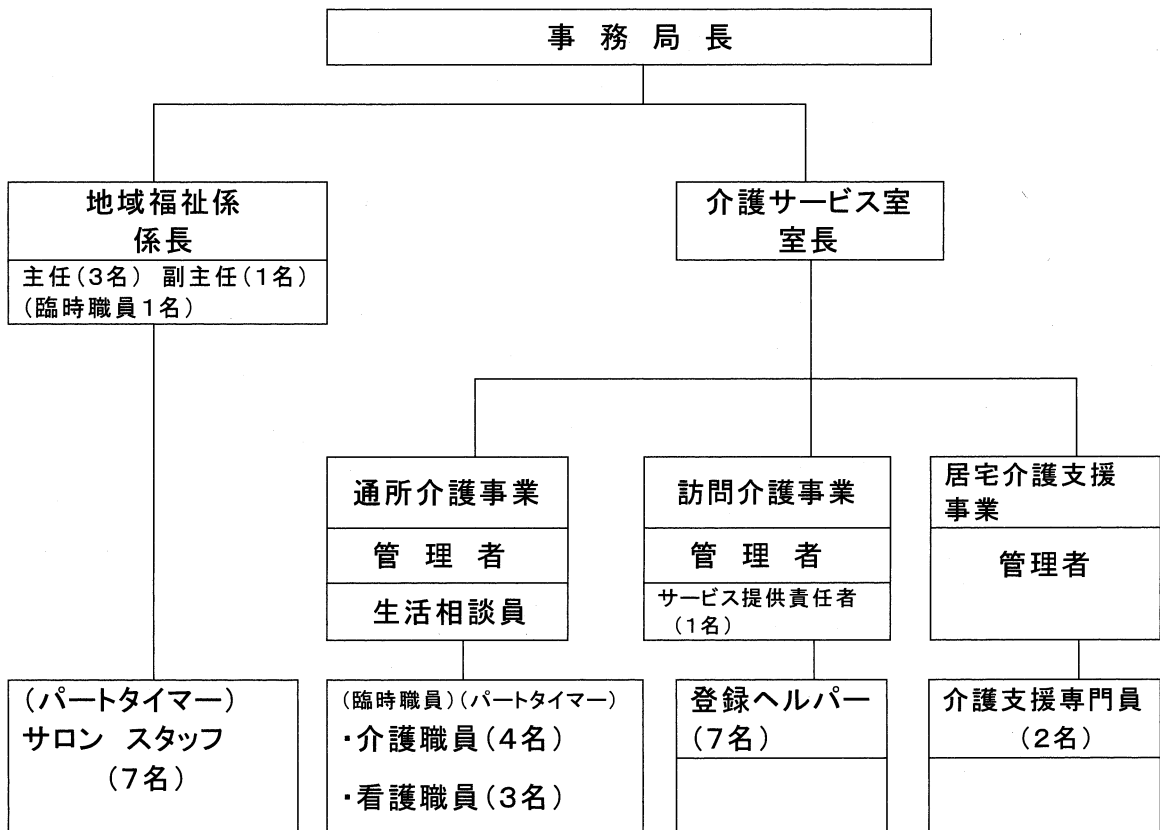 事務局長
地域福祉係
係長
主任(3名) 副主任(1名)
(臨時職員1名)
介護サービス室
室長
通所介護事業
管理者
生活相談員
訪問介護事業
管理者
サービス提供責任者
(1名)
居宅介護支援
事業
管理者
(パートタイマー)
サロン スタッフ
(7名)
(臨時職員)(パートタイマー)
・介護職員(4名)
・看護職員(3名)
登録ヘルパー
(7名)
介護支援専門員
(2名)